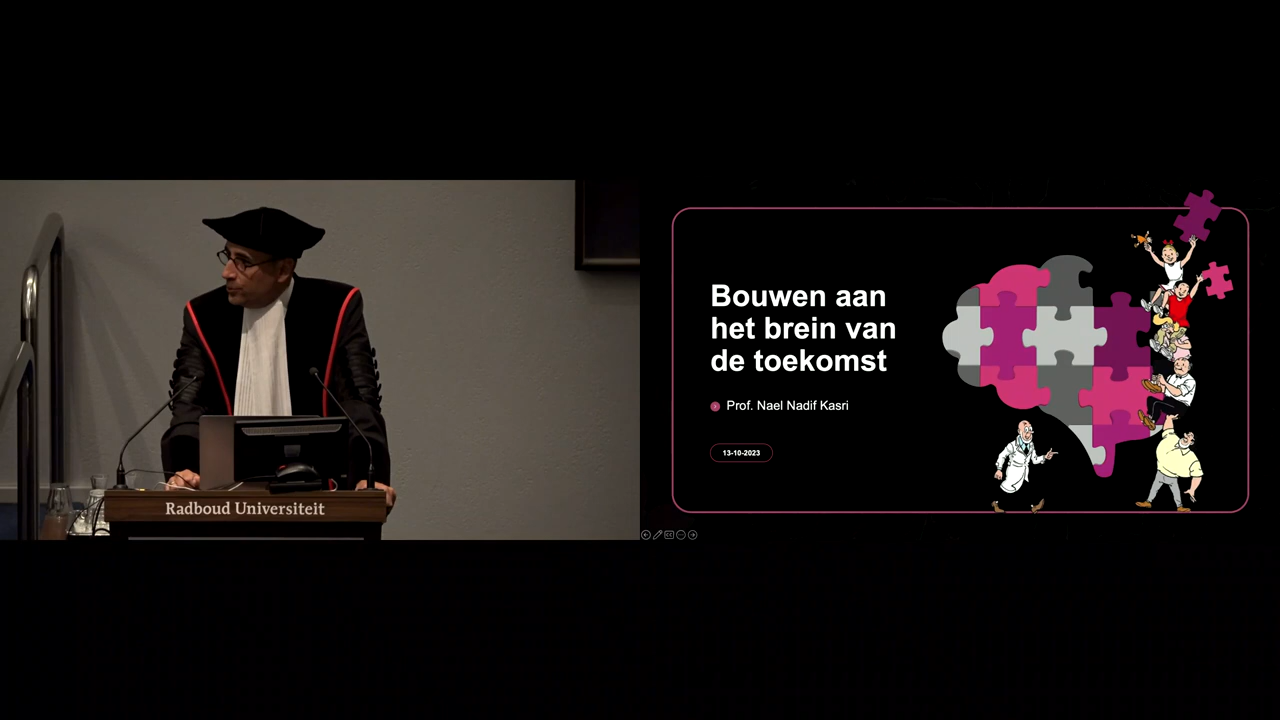 Radboud Universiteit
Bouwen aan
het brein van
de toekomst
Prof. Nael Nadif Kasri
13-10-2023